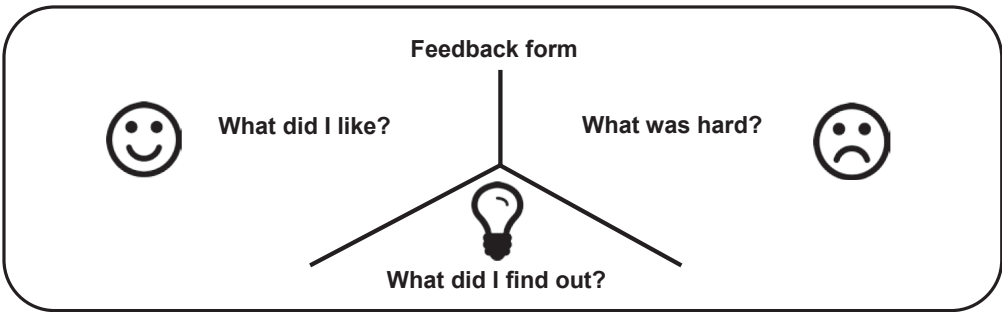 Feedback form
What did I like?
What was hard?
What did I find out?